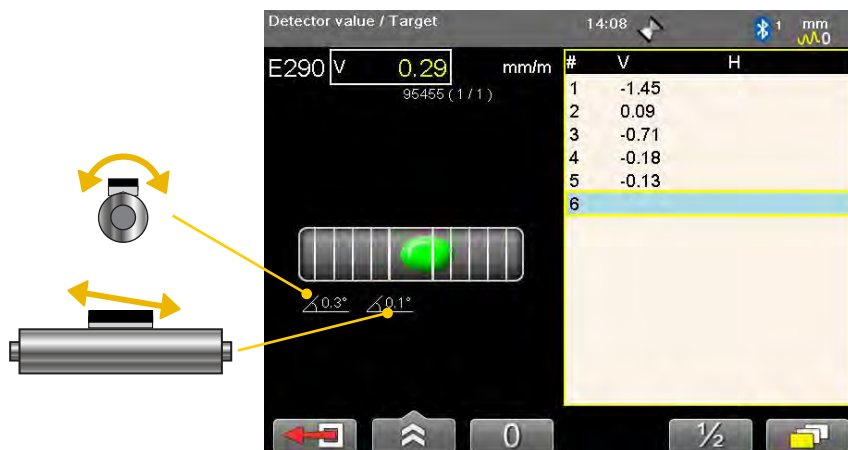 Detector value / Target 14:08 1 mm
0
E290 V 0.29 mm/m
95455 ( 1 / 1 )
# V H
1 -1.45
2 0.09
3 -0.71
4 -0.18
5 -0.13
6
0.3° 0.1°
0 ½